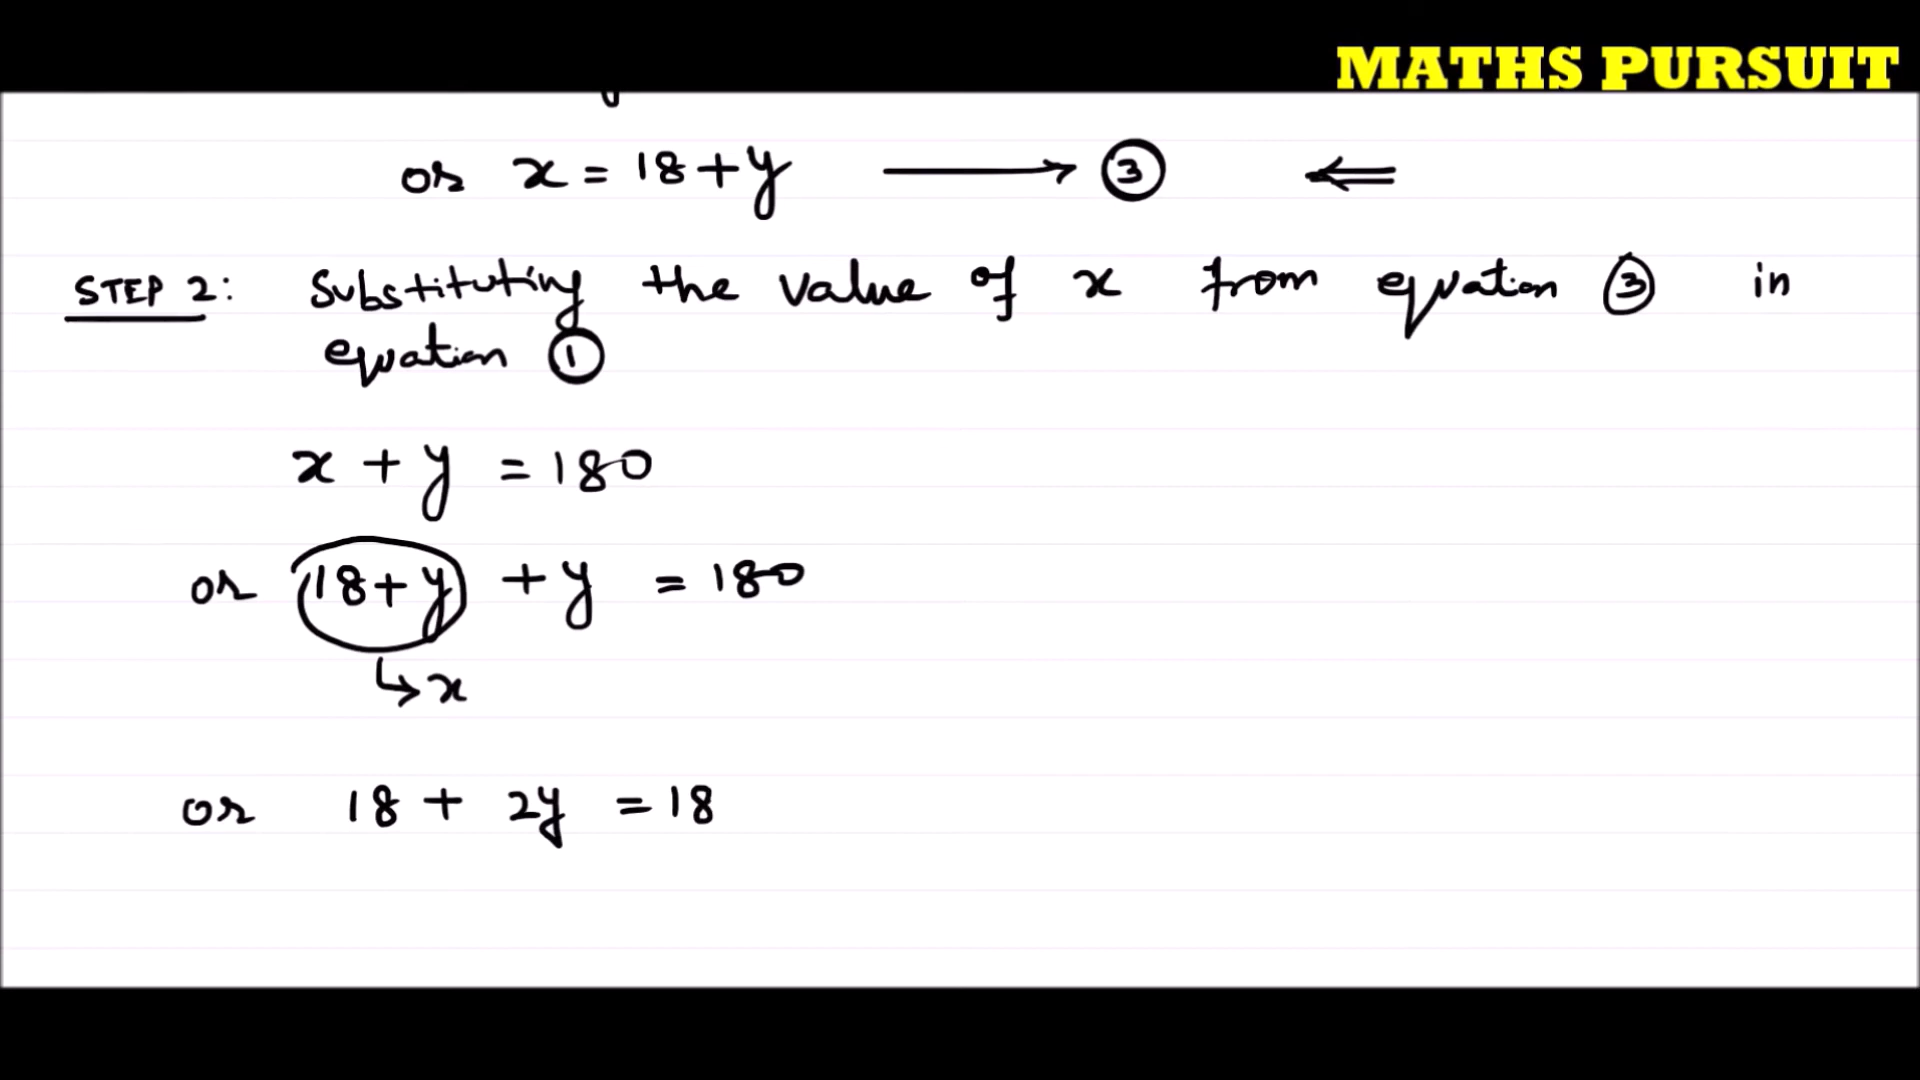 MATHS PURSUIT
or x = 18 + y ⟶ ③ ⇐
STEP 2: Substituting the value of x from equation ③ in
equation ①
x + y = 180
or 18 + y + y = 180
↳ x
or 18 + 2y = 18